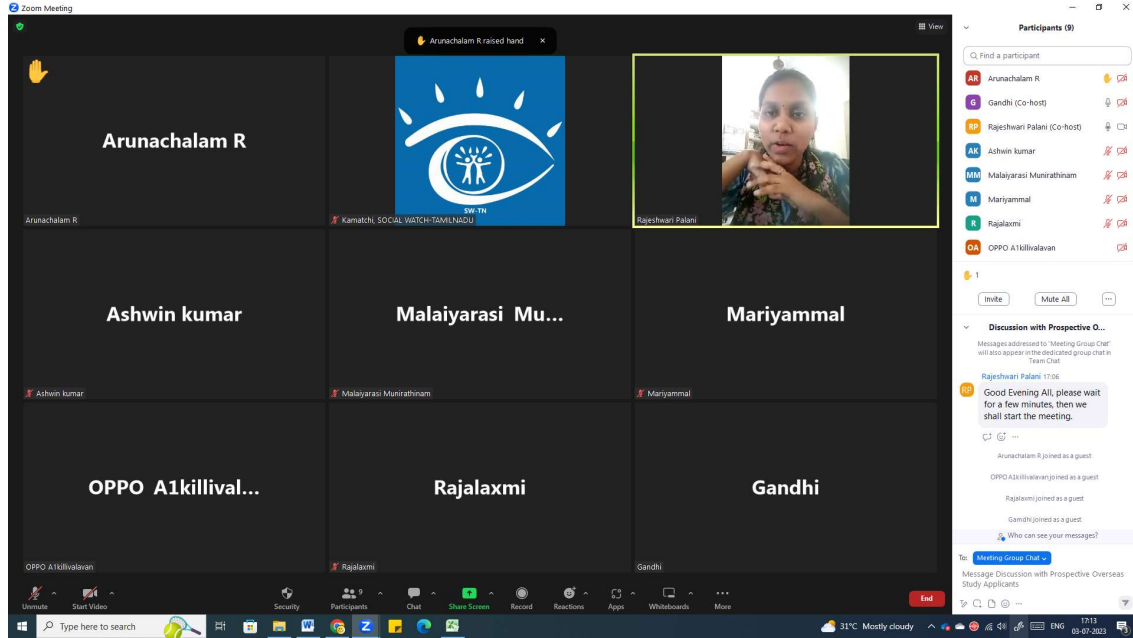 Zoom Meeting
Arunachalam R raised hand
View
Arunachalam R
Arunachalam R
SW-TN
Kamatchi, SOCIAL WATCH-TAMILNADU
Rajeshwari Palani
Ashwin kumar
Ashwin kumar
Malaiyarasi Mu...
Malaiyarasi Munirathinam
Mariyammal
Mariyammal
OPPO A1killival...
OPPO A1killivalavan
Rajalaxmi
Rajalaxmi
Gandhi
Gandhi
Participants (9)
Find a participant
AR Arunachalam R
G Gandhi (Co-host)
RP Rajeshwari Palani (Co-host)
AK Ashwin kumar
MM Malaiyarasi Munirathinam
M Mariyammal
R Rajalaxmi
OA OPPO A1killivalavan
1
Invite Mute All ...
Discussion with Prospective O...
Messages addressed to "Meeting Group Chat"
will also appear in the dedicated group chat in
Team Chat
Rajeshwari Palani 17:06
RP
Good Evening All, please wait
for a few minutes, then we
shall start the meeting.
Arunachalam R joined as a guest
OPPO A1killivalavan joined as a guest
Rajalaxmi joined as a guest
Gandhi joined as a guest
Who can see your messages?
To: Meeting Group Chat
Message Discussion with Prospective Overseas
Study Applicants
Unmute Start Video Security Participants 9 Chat Share Screen Record Reactions Apps Whiteboards More End
Type here to search 31°C Mostly cloudy ENG 17:13
03-07-2023